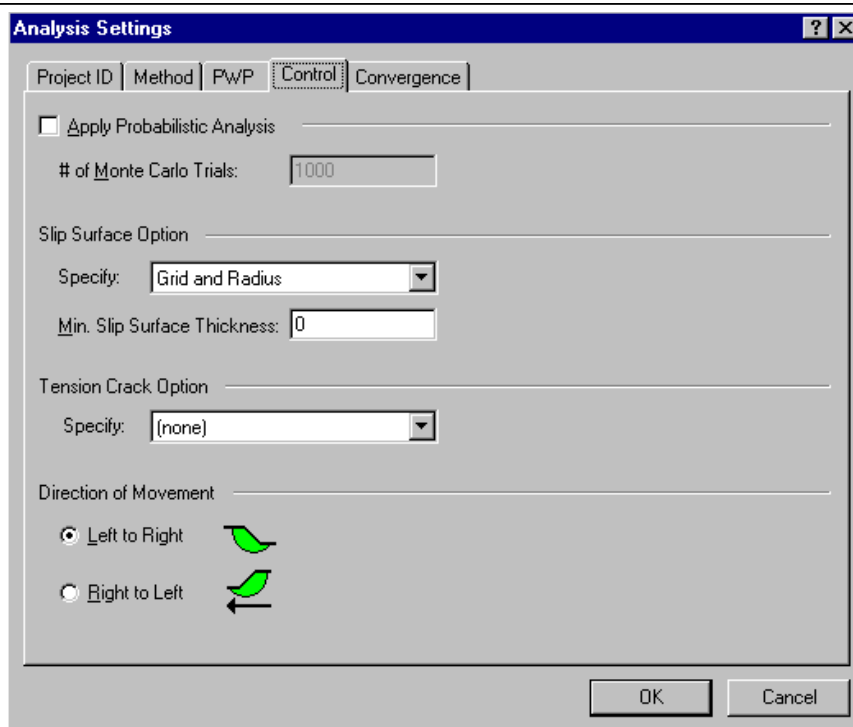 Analysis Settings
Project ID Method PWP Control Convergence
Apply Probabilistic Analysis
# of Monte Carlo Trials: 1000
Slip Surface Option
Specify: Grid and Radius
Min. Slip Surface Thickness: 0
Tension Crack Option
Specify: (none)
Direction of Movement
Left to Right
Right to Left
OK Cancel